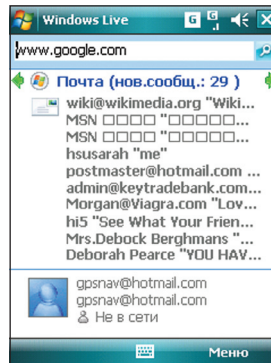 Windows Live
G G
www.google.com
Почта (нов.сообщ.: 29 )
wiki@wikimedia.org "Wiki...
MSN □□□□ "□□□□□...
MSN □□□□ "□□□□□...
hsusarah "me"
postmaster@hotmail.com ...
admin@keytradebank.com...
Morgan@Viagra.com "Lov...
hi5 "See What Your Frien...
Mrs.Debock Berghmans "...
Deborah Pearce "YOU HAV...
gpsnav@hotmail.com
gpsnav@hotmail.com
Не в сети
Меню